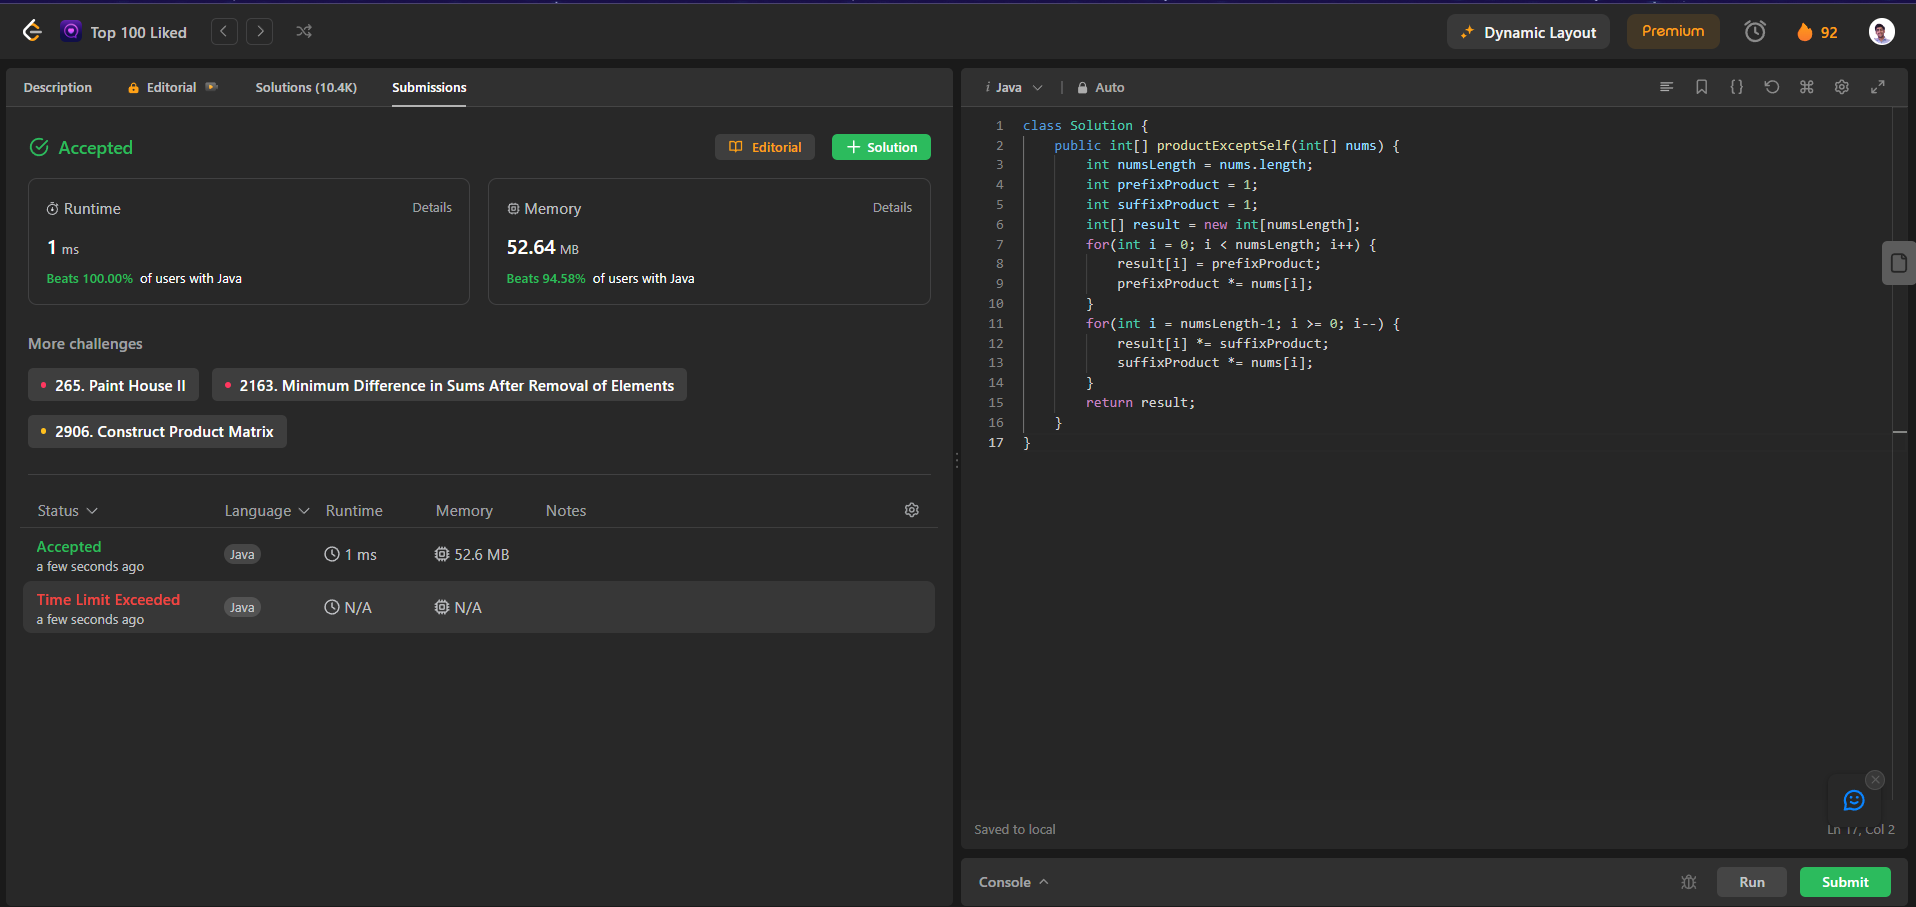 Top 100 Liked
Dynamic Layout
Premium
92
Description
Editorial
Solutions (10.4K)
Submissions
Accepted
Editorial
Solution
Runtime
Details
1 ms
Beats 100.00% of users with Java
Memory
Details
52.64 MB
Beats 94.58% of users with Java
More challenges
265. Paint House II
2163. Minimum Difference in Sums After Removal of Elements
2906. Construct Product Matrix
Status Language Runtime Memory Notes
Accepted
a few seconds ago
Java
1 ms
52.6 MB
Time Limit Exceeded
a few seconds ago
Java
N/A
N/A
i Java
Auto
1 class Solution {
2 public int[] productExceptSelf(int[] nums) {
3 int numsLength = nums.length;
4 int prefixProduct = 1;
5 int suffixProduct = 1;
6 int[] result = new int[numsLength];
7 for(int i = 0; i < numsLength; i++) {
8 result[i] = prefixProduct;
9 prefixProduct *= nums[i];
10 }
11 for(int i = numsLength-1; i >= 0; i--) {
12 result[i] *= suffixProduct;
13 suffixProduct *= nums[i];
14 }
15 return result;
16 }
17 }
Saved to local
Ln 17, Col 2
Console
Run
Submit